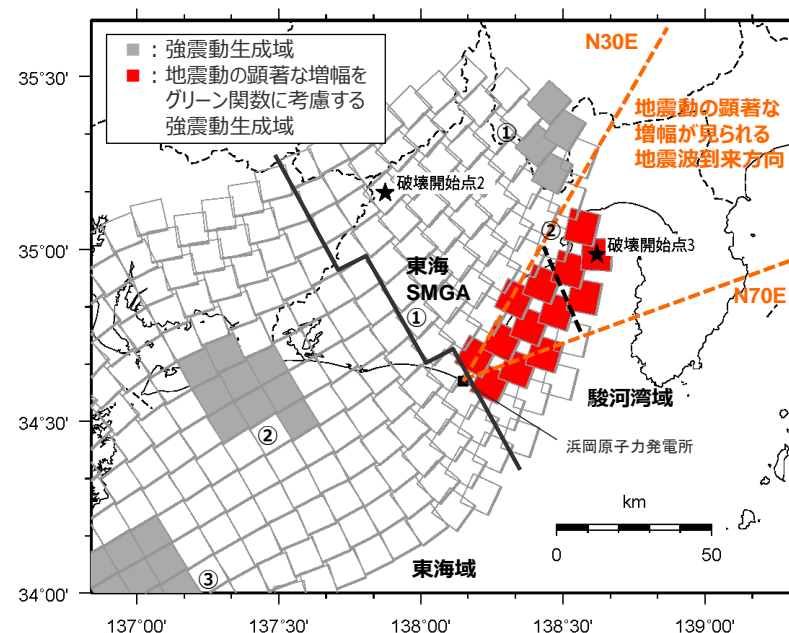 ■：強震動生成域
■：地震動の顕著な増幅を
グリーン関数に考慮する
強震動生成域
N30E
地震動の顕著な
増幅が見られる
地震波到来方向
①
破壊開始点2
②
破壊開始点3
東海
SMGA
①
N70E
駿河湾域
②
浜岡原子力発電所
km
0 50
東海域
③
35°30'
35°00'
34°30'
34°00'
137°00' 137°30' 138°00' 138°30' 139°00'